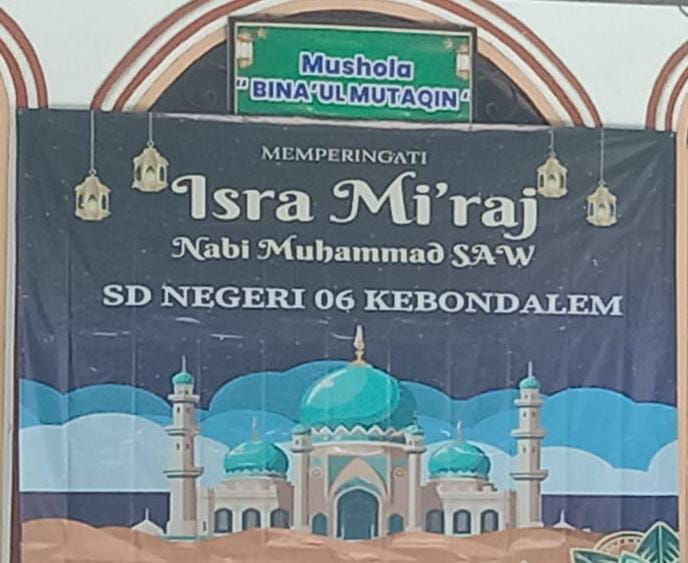 Mushola
"BINA'UL MUTAQIN"
MEMPERINGATI
Isra Mi'raj
Nabi Muhammad SAW
SD NEGERI 06 KEBONDALEM